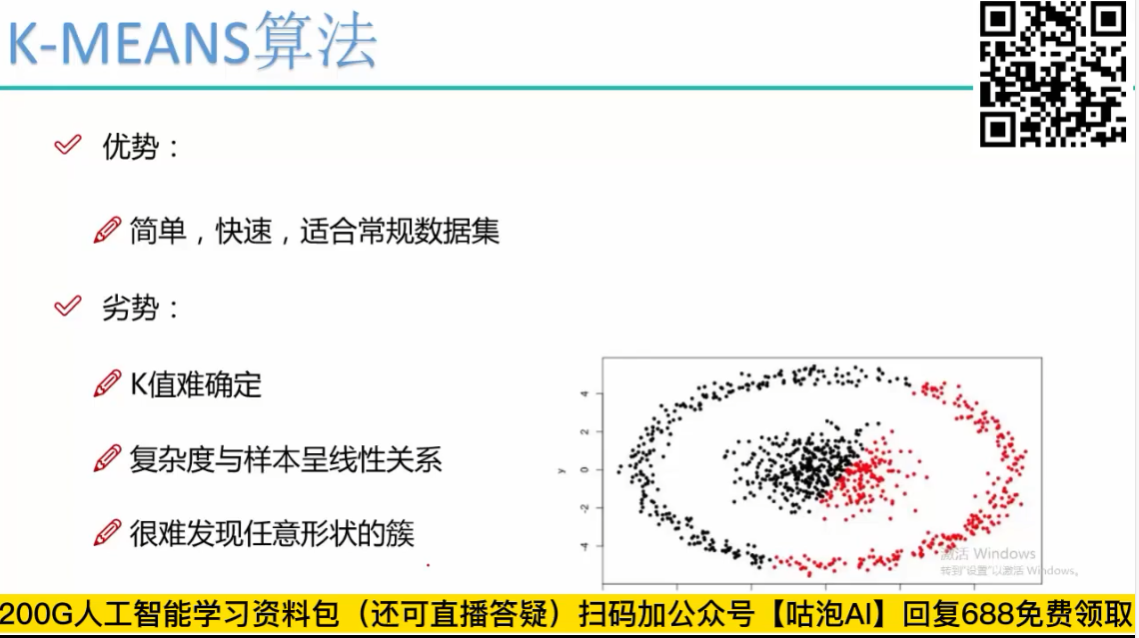 K-MEANS算法
优势：
简单，快速，适合常规数据集
劣势：
K值难确定
复杂度与样本呈线性关系
很难发现任意形状的簇
4
2
0
-2
-4
y
激活 Windows
转到"设置"以激活 Windows。
200G人工智能学习资料包（还可直播答疑）扫码加公众号【咕泡AI】回复688免费领取